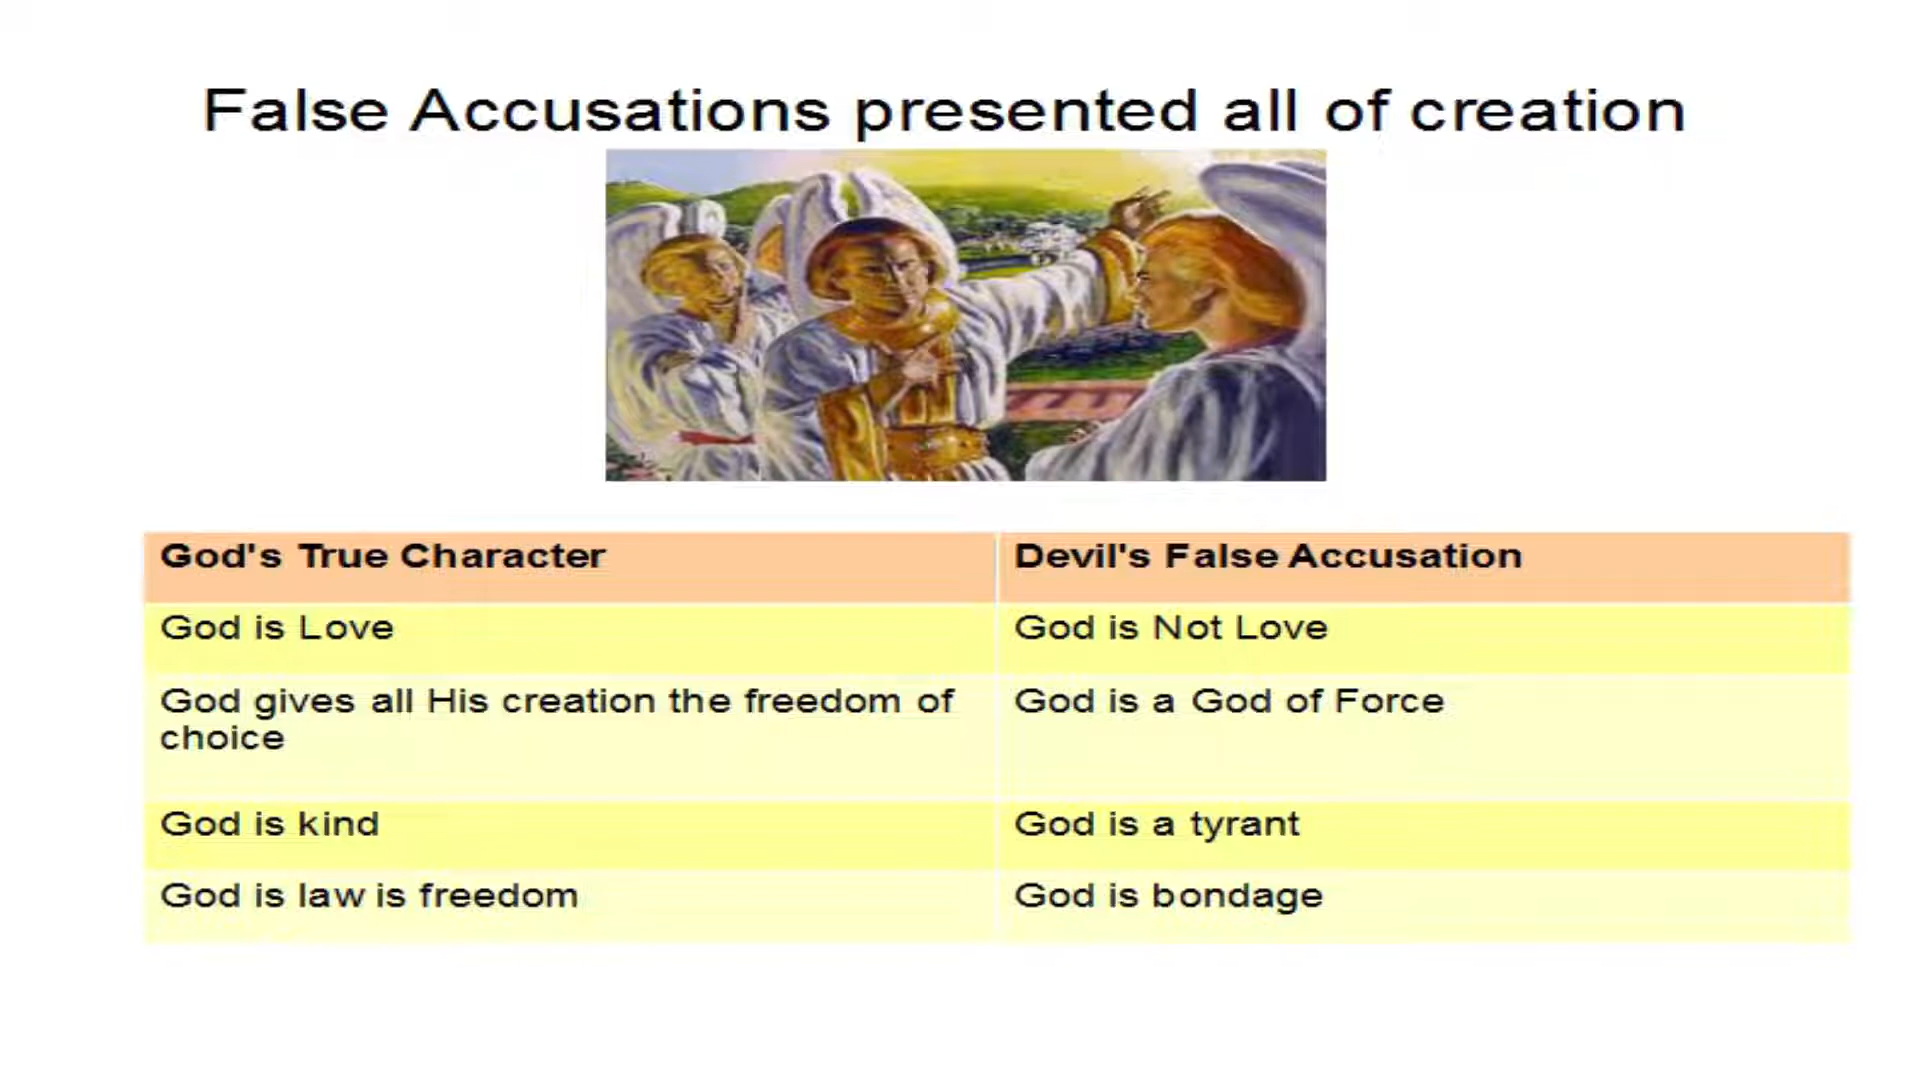 False Accusations presented all of creation
God's True Character
Devil's False Accusation
God is Love
God is Not Love
God gives all His creation the freedom of
choice
God is a God of Force
God is kind
God is a tyrant
God is law is freedom
God is bondage